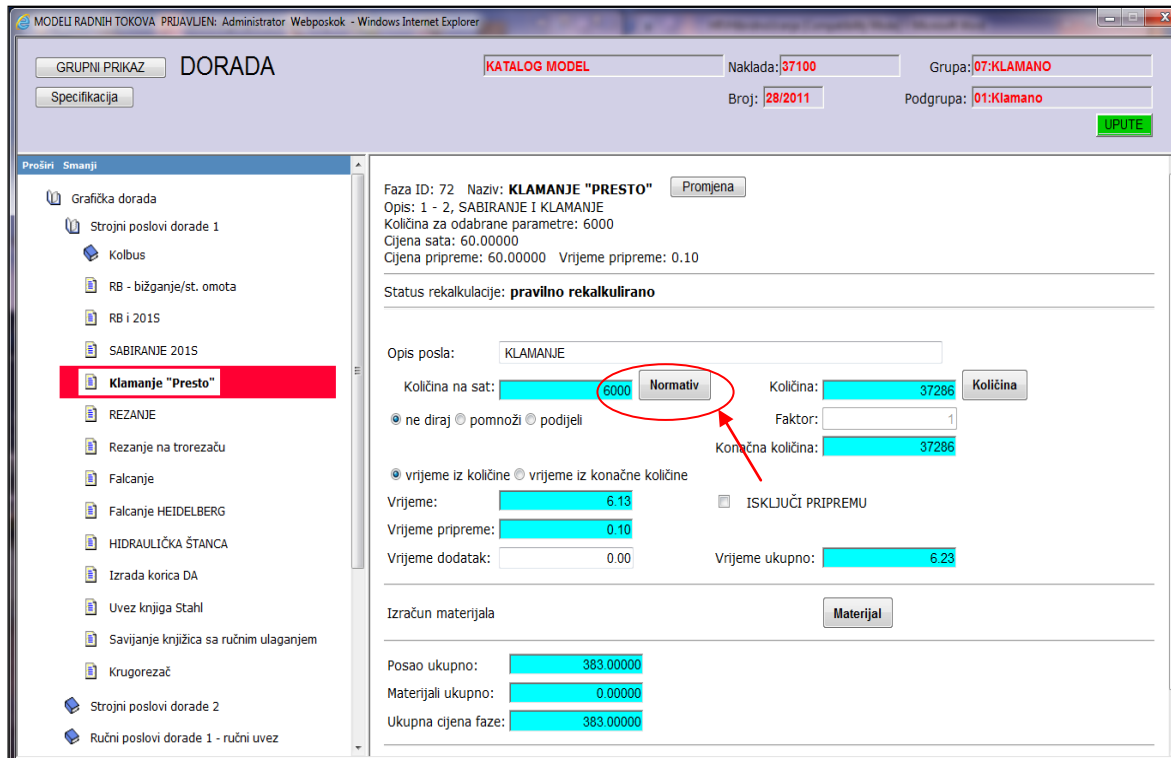 MODELI RADNIH TOKOVA PRIJAVLJEN: Administrator Webposkok - Windows Internet Explorer
GRUPNI PRIKAZ DORADA KATALOG MODEL Naklada: 37100 Grupa: 07:KLAMANO
Specifikacija Broj: 28/2011 Podgrupa: 01:Klamano
UPUTE
Proširi Smanji
Grafička dorada
Strojni poslovi dorade 1
Kolbus
RB - bižganje/st. omota
RB i 201S
SABIRANJE 201S
Klamanje "Presto"
REZANJE
Rezanje na trorezaču
Falcanje
Falcanje HEIDELBERG
HIDRAULIČKA ŠTANCA
Izrada korica DA
Uvez knjiga Stahl
Savijanje knjižica sa ručnim ulaganjem
Krugorezač
Strojni poslovi dorade 2
Ručni poslovi dorade 1 - ručni uvez
Faza ID: 72 Naziv: KLAMANJE "PRESTO" Promjena
Opis: 1 - 2, SABIRANJE I KLAMANJE
Količina za odabrane parametre: 6000
Cijena sata: 60.00000
Cijena pripreme: 60.00000 Vrijeme pripreme: 0.10
Status rekalkulacije: pravilno rekalkulirano
Opis posla: KLAMANJE
Količina na sat: 6000 Normativ Količina: 37286 Količina
ne diraj pomnoži podijeli Faktor: 1
Konačna količina: 37286
vrijeme iz količine vrijeme iz konačne količine
Vrijeme: 6.13 ISKLJUČI PRIPREMU
Vrijeme pripreme: 0.10
Vrijeme dodatak: 0.00 Vrijeme ukupno: 6.23
Izračun materijala Materijal
Posao ukupno: 383.00000
Materijali ukupno: 0.00000
Ukupna cijena faze: 383.00000